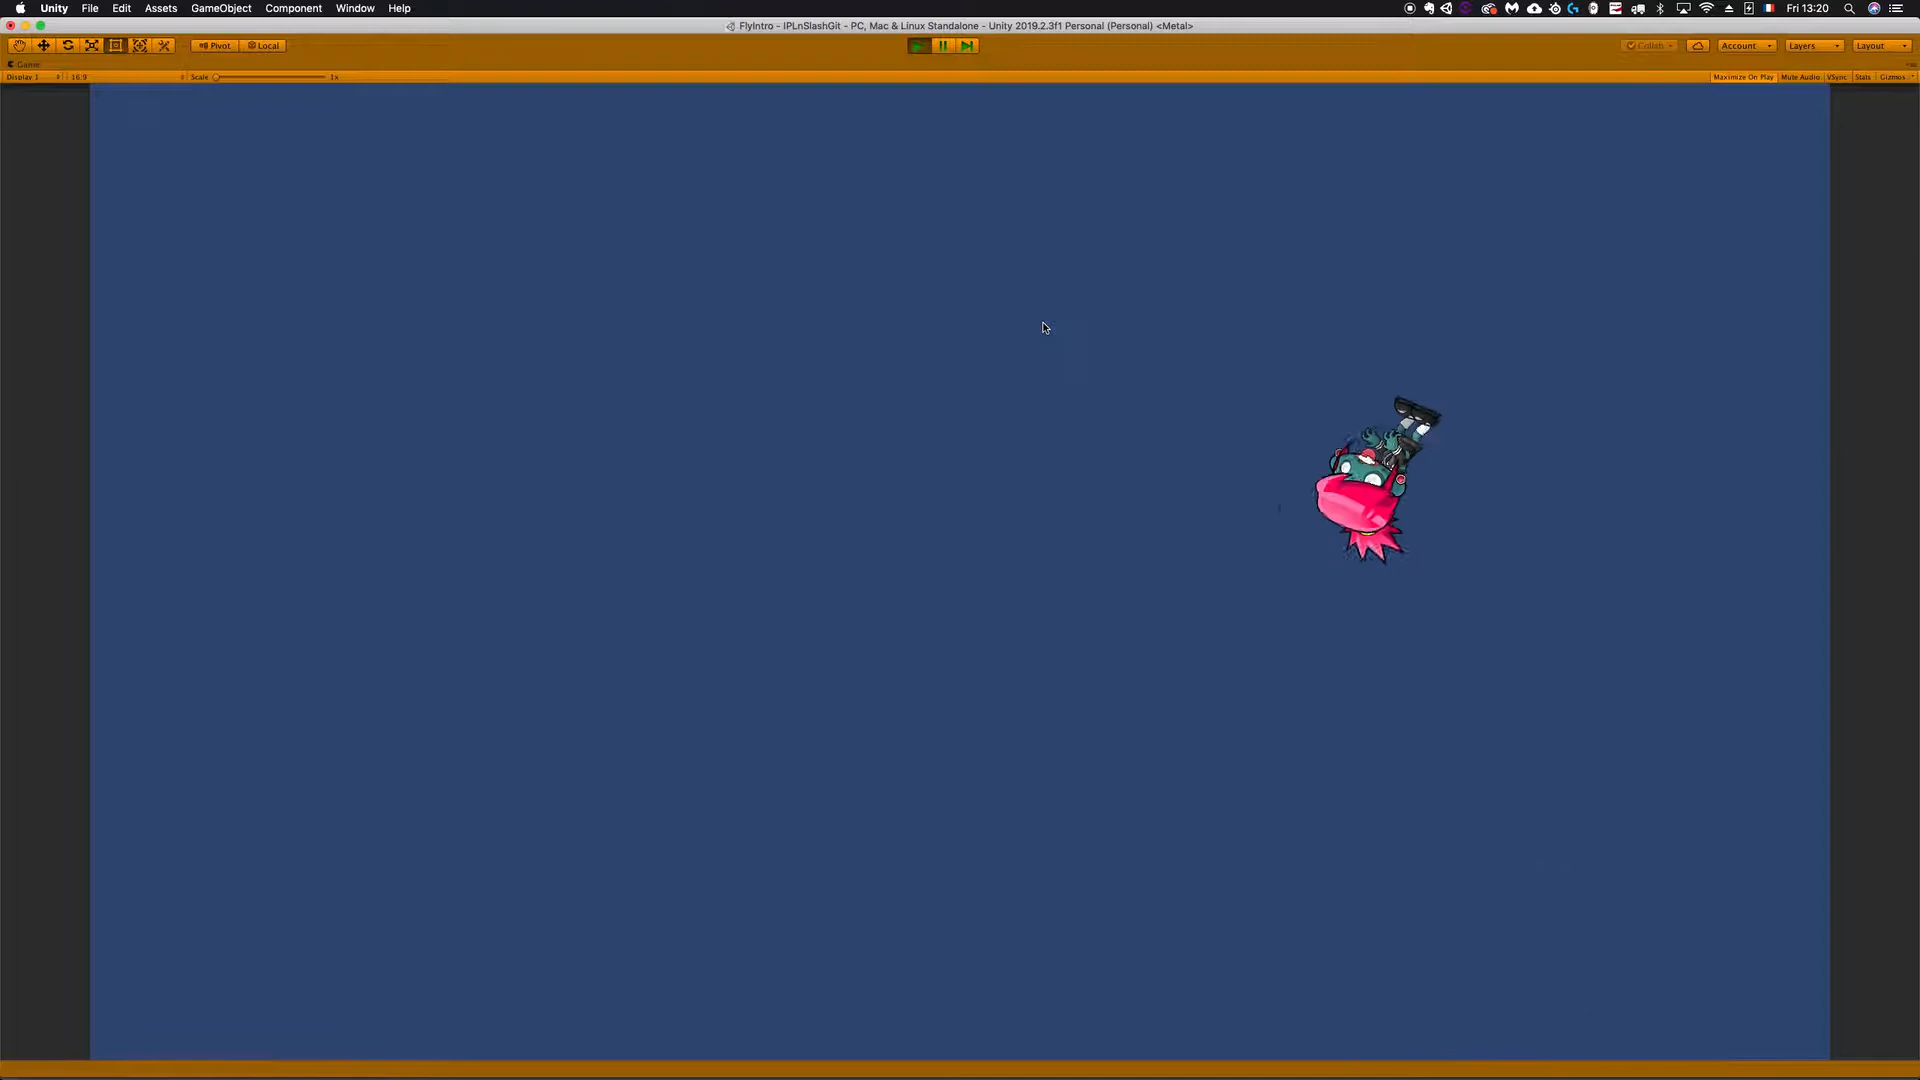 Unity File Edit Assets GameObject Component Window Help Fri 13:20
FlyIntro - IPLnSlashGit - PC, Mac & Linux Standalone - Unity 2019.2.3f1 Personal (Personal) <Metal>
Pivot Local Collab Account Layers Layout
Game
Display 1 16:9 Scale 1x Maximize On Play Mute Audio VSync Stats Gizmos